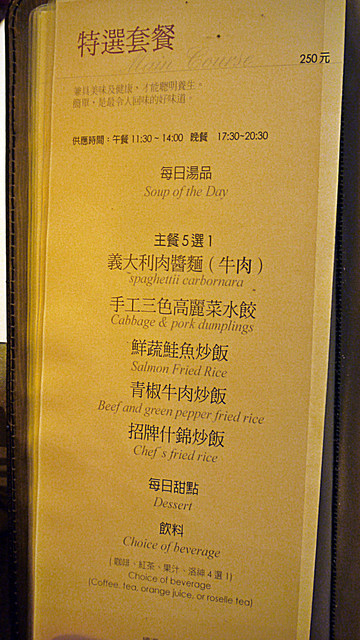 特選套餐
Main Course
250元
兼具美味及健康，才能聰明養生。
簡單，是最令人回味的好味道。
供應時間：午餐 11:30 ~ 14:00 晚餐 17:30~20:30
每日湯品
Soup of the Day
主餐 5 選 1
義大利肉醬麵（牛肉）
spaghettii carbornara
手工三色高麗菜水餃
Cabbage & pork dumplings
鮮蔬鮭魚炒飯
Salmon Fried Rice
青椒牛肉炒飯
Beef and green pepper fried rice
招牌什錦炒飯
Chef s fried rice
每日甜點
Dessert
飲料
Choice of beverage
(咖啡、紅茶、果汁、洛神 4 選 1)
Choice of beverage
(Coffee, tea, orange juice, or roselle tea)